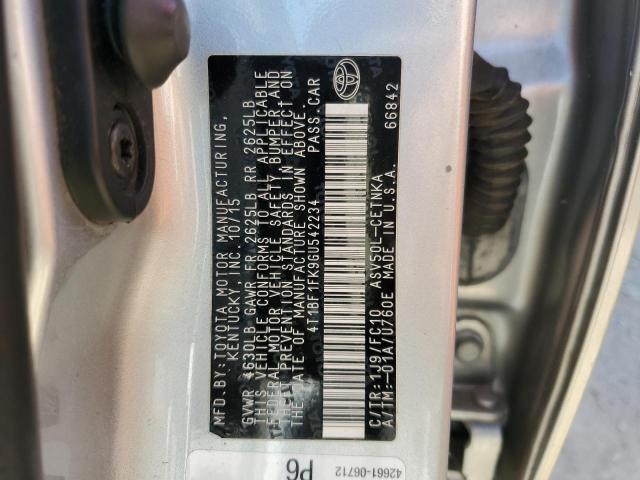 MFD. BY: TOYOTA MOTOR MANUFACTURING,
KENTUCKY, INC. 10/15
GVWR 4630LB GAWR FR 2625LB RR 2625LB
THIS VEHICLE CONFORMS TO ALL APPLICABLE
FEDERAL MOTOR VEHICLE SAFETY, BUMPER, AND
THEFT PREVENTION STANDARDS IN EFFECT ON
THE DATE OF MANUFACTURE SHOWN ABOVE.
4T1BF1FK9GU542234 PASS. CAR
C/TR: 1J9/FC10 ASV50L-CETNKA
A/TM: -01A/U760E MADE IN U.S.A. 66842
P6
42661-06712